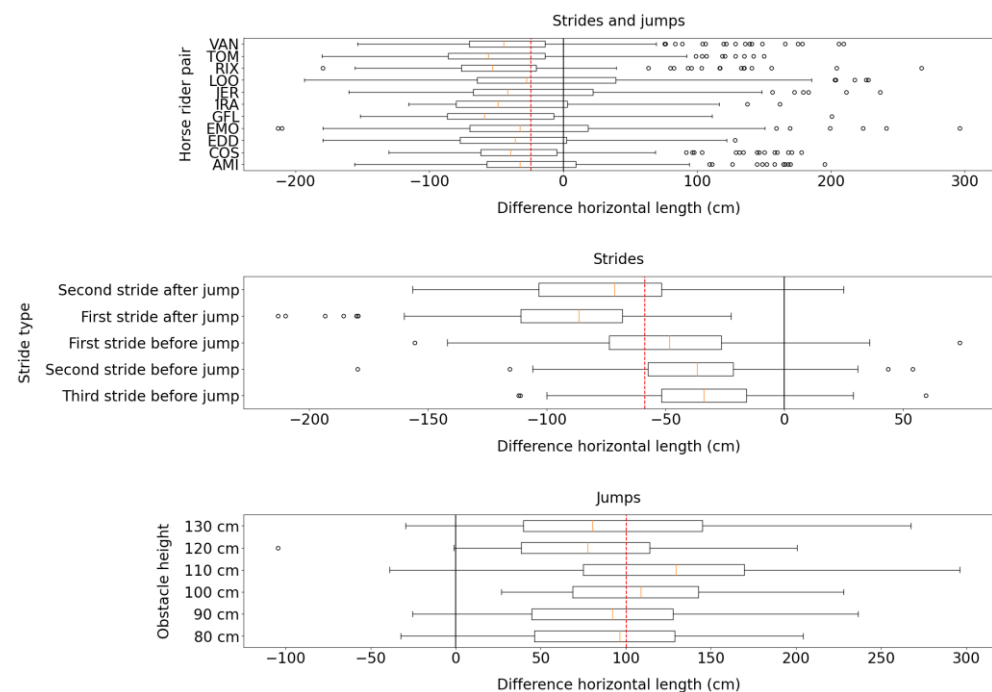 Strides and jumps
Horse rider pair
VAN
TOM
RIX
LOO
JER
IRA
GFL
EMO
EDD
COS
AMI
−200 −100 0 100 200 300
Difference horizontal length (cm)
Strides
Stride type
Second stride after jump
First stride after jump
First stride before jump
Second stride before jump
Third stride before jump
−200 −150 −100 −50 0 50
Difference horizontal length (cm)
Jumps
Obstacle height
130 cm
120 cm
110 cm
100 cm
90 cm
80 cm
−100 −50 0 50 100 150 200 250 300
Difference horizontal length (cm)